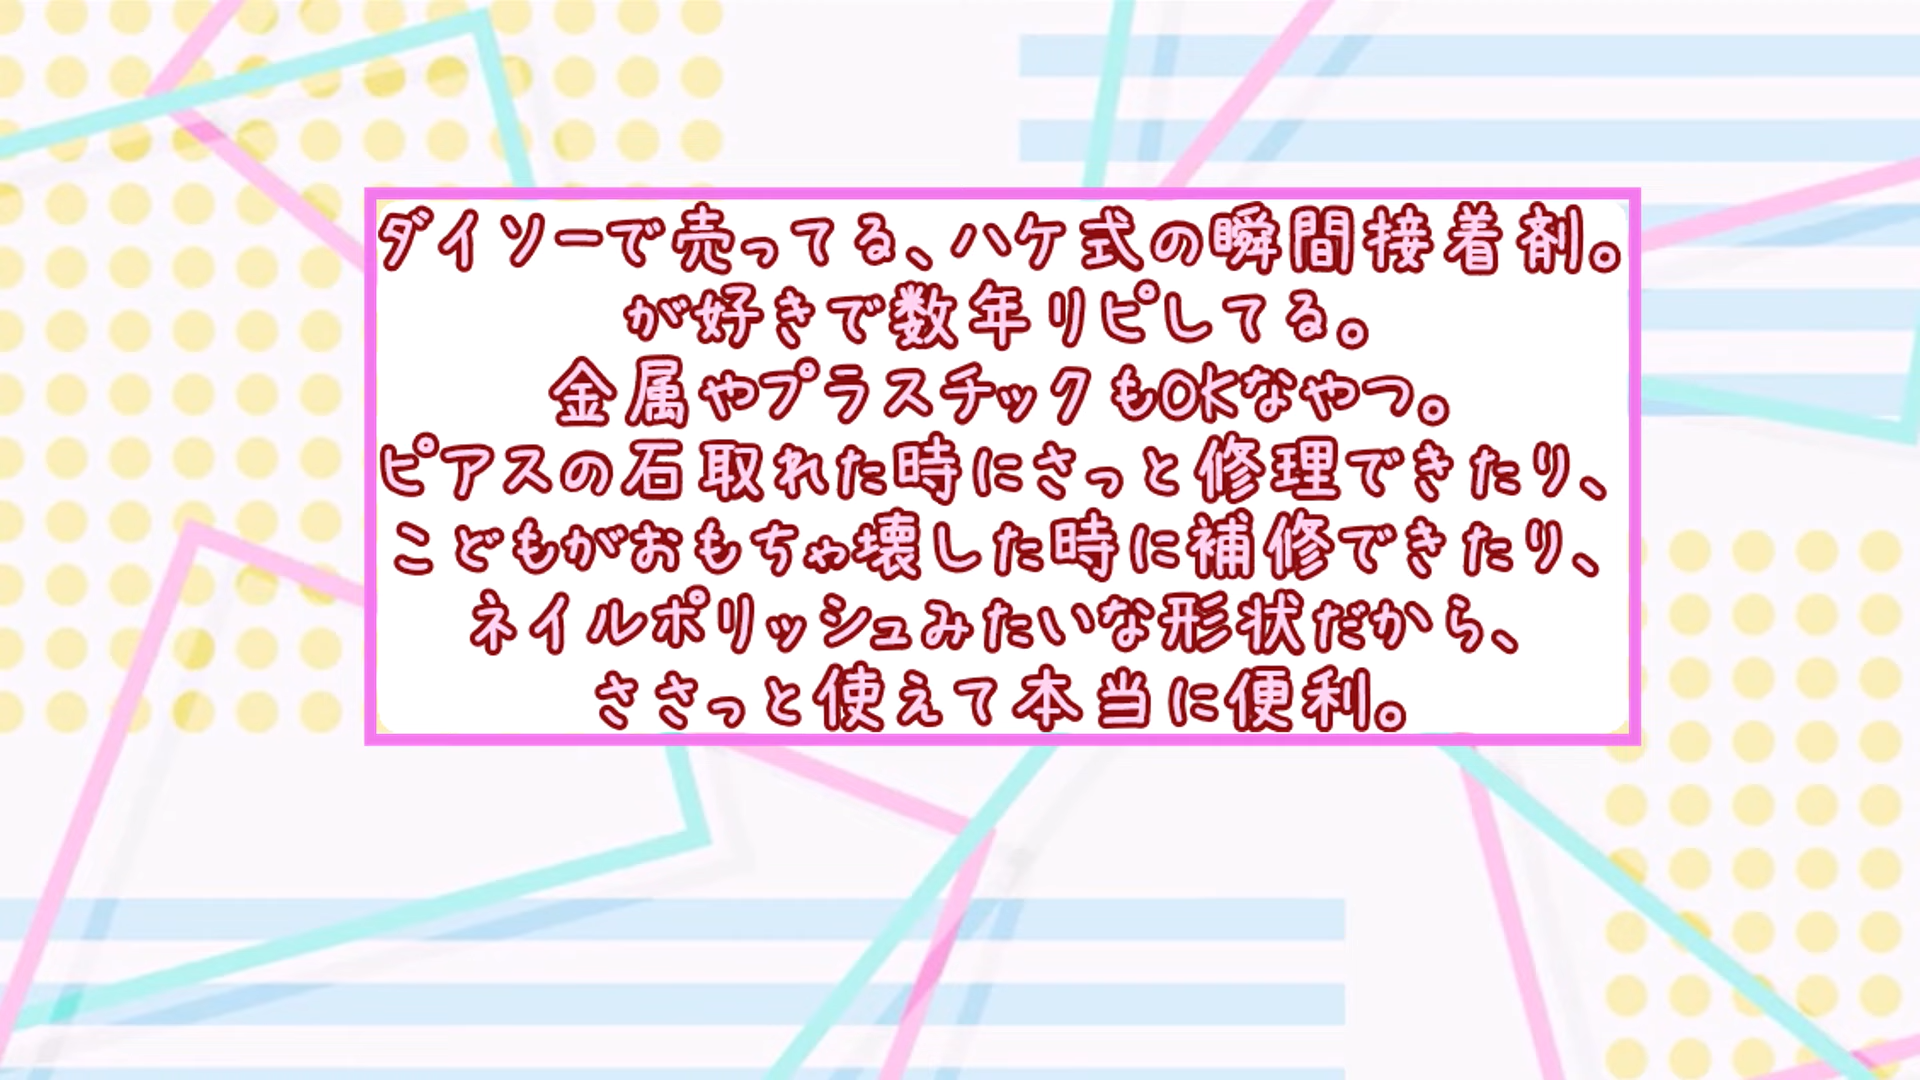 ダイソーで売ってる、ハケ式の瞬間接着剤。
が好きで数年リピしてる。
金属やプラスチックもOKなやつ。
ピアスの石取れた時にさっと修理できたり、
こどもがおもちゃ壊した時に補修できたり、
ネイルポリッシュみたいな形状だから、
ささっと使えて本当に便利。